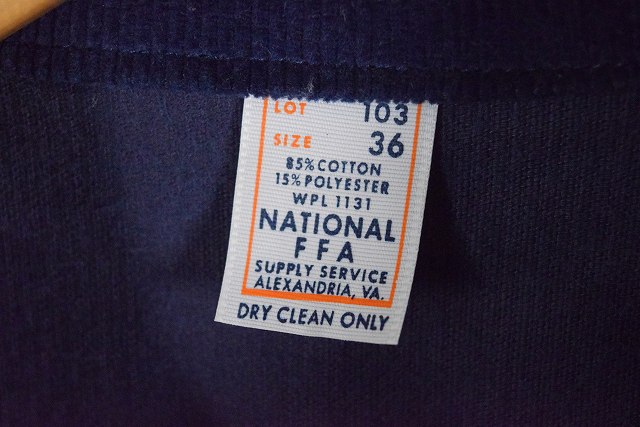 LOT 103
SIZE 36
85% COTTON
15% POLYESTER
WPL 1131
NATIONAL
FFA
SUPPLY SERVICE
ALEXANDRIA, VA.
DRY CLEAN ONLY